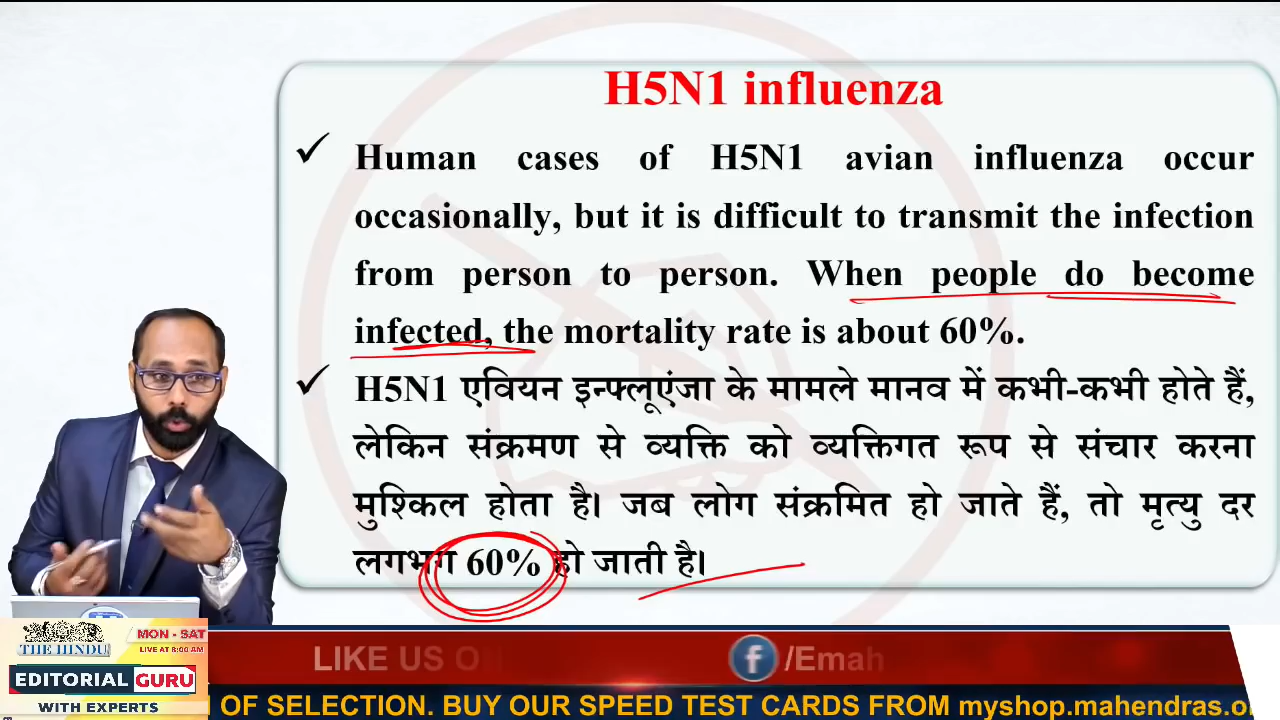 H5N1 influenza
✓ Human cases of H5N1 avian influenza occur
occasionally, but it is difficult to transmit the infection
from person to person. When people do become
infected, the mortality rate is about 60%.
✓ H5N1 एवियन इन्फ्लूएंजा के मामले मानव में कभी-कभी होते हैं,
लेकिन संक्रमण से व्यक्ति को व्यक्तिगत रूप से संचार करना
मुश्किल होता है। जब लोग संक्रमित हो जाते हैं, तो मृत्यु दर
लगभग 60% हो जाती है।
MON - SAT
LIVE AT 8:00 AM
THE HINDU
EDITORIAL GURU
WITH EXPERTS
LIKE US O
/Emah
OF SELECTION. BUY OUR SPEED TEST CARDS FROM myshop.mahendras.o